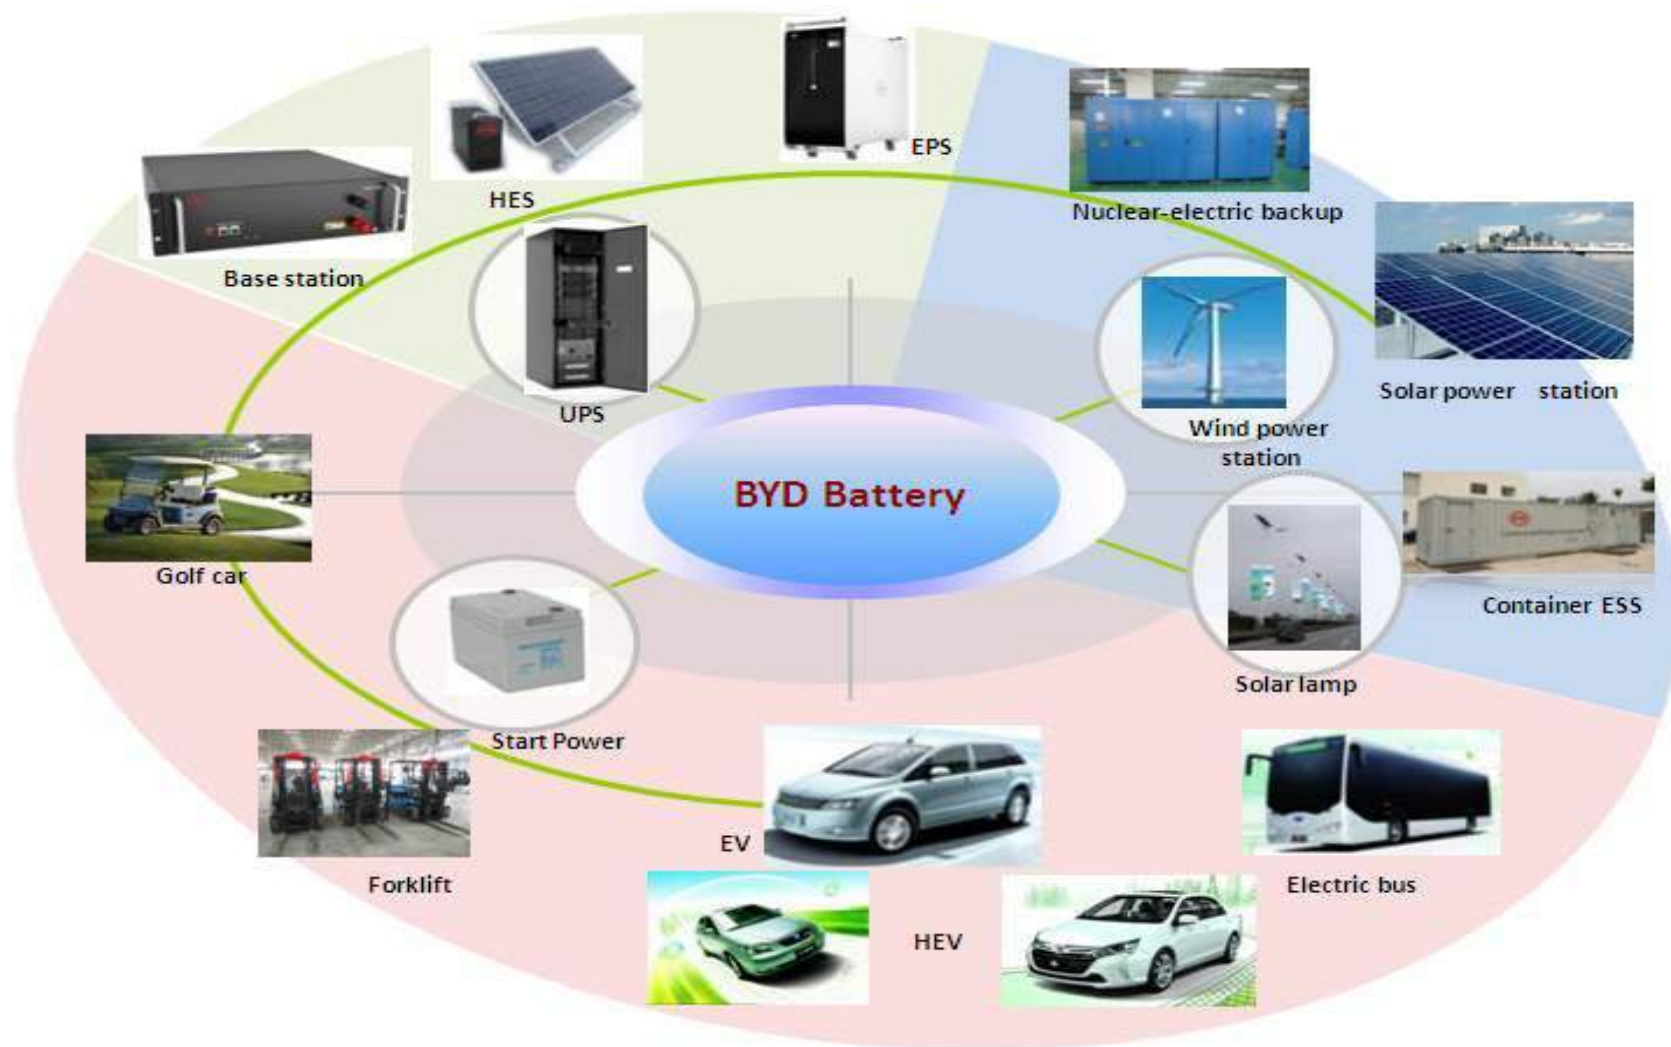 EPS
HES
Nuclear-electric backup
Base station
Solar power station
UPS
Wind power
station
BYD Battery
Golf car
Container ESS
Solar lamp
Start Power
EV
Forklift
Electric bus
HEV